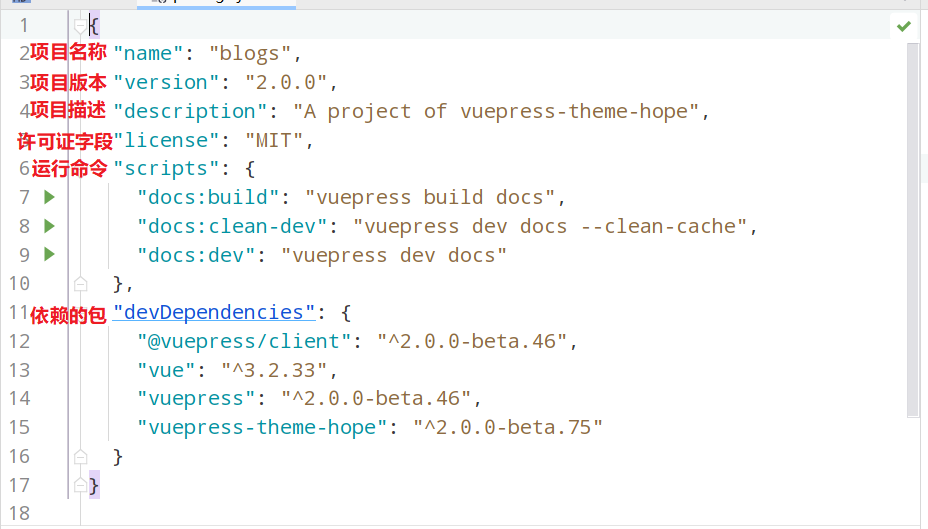 1 {
2 项目名称 "name": "blogs",
3 项目版本 "version": "2.0.0",
4 项目描述 "description": "A project of vuepress-theme-hope",
许可证字段 "license": "MIT",
6 运行命令 "scripts": {
7 "docs:build": "vuepress build docs",
8 "docs:clean-dev": "vuepress dev docs --clean-cache",
9 "docs:dev": "vuepress dev docs"
10 },
11 依赖的包 "devDependencies": {
12 "@vuepress/client": "^2.0.0-beta.46",
13 "vue": "^3.2.33",
14 "vuepress": "^2.0.0-beta.46",
15 "vuepress-theme-hope": "^2.0.0-beta.75"
16 }
17 }
18